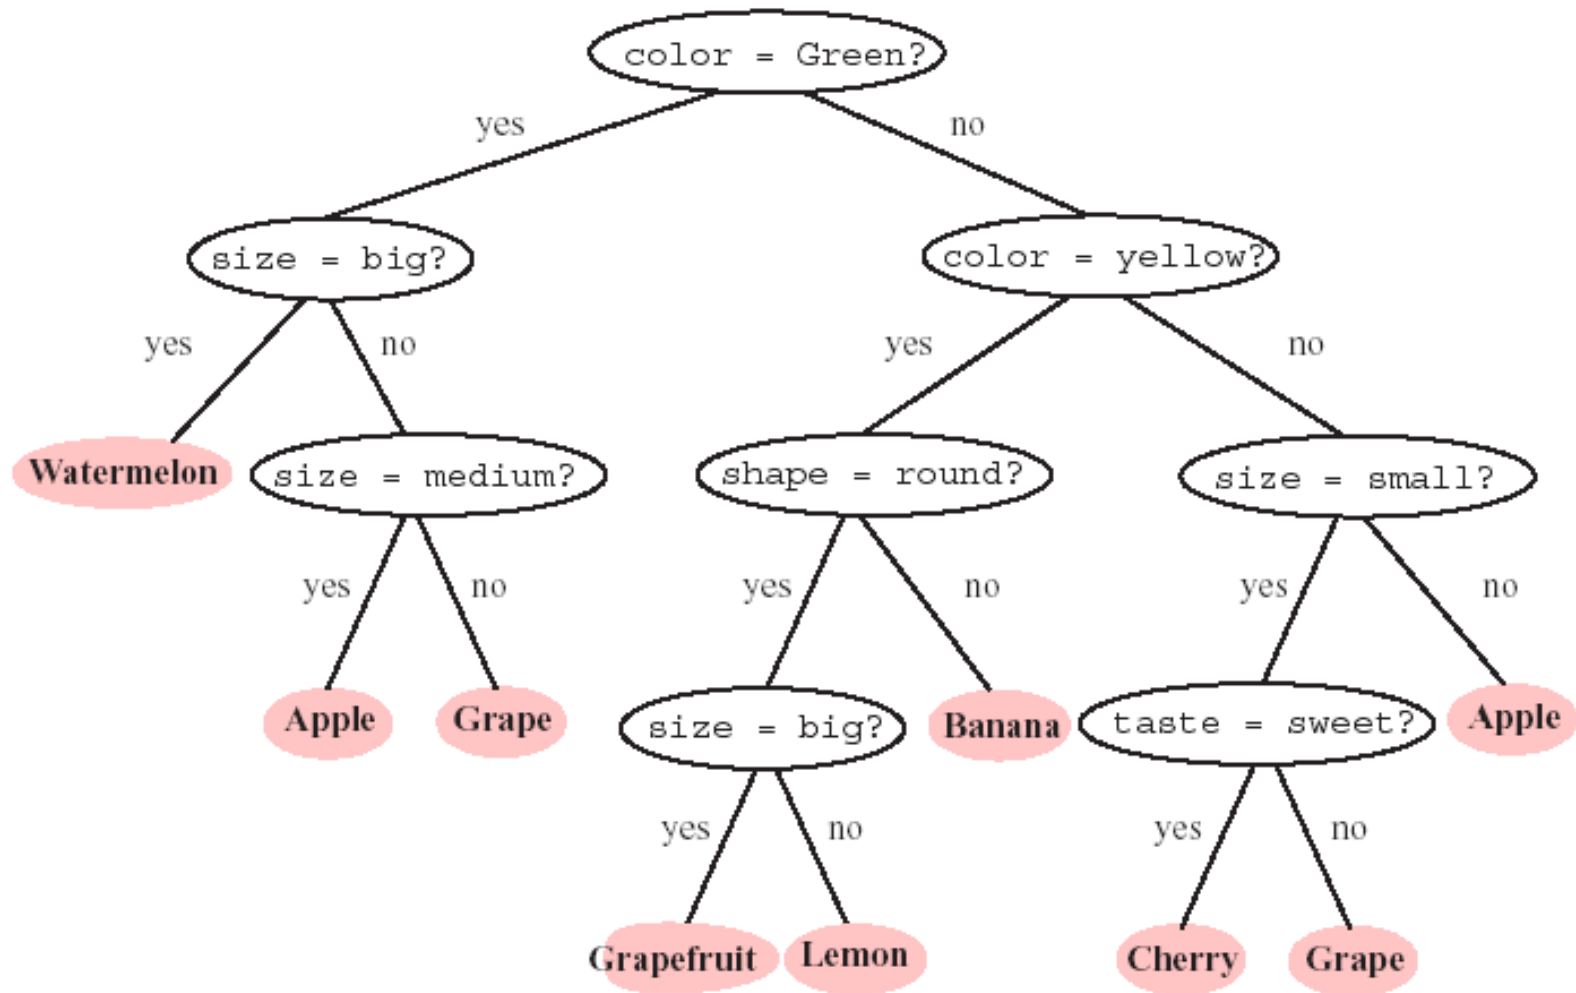 color = Green?
yes
no
size = big?
color = yellow?
yes
no
yes
no
Watermelon
size = medium?
shape = round?
size = small?
yes
no
yes
no
yes
no
Apple
Grape
size = big?
Banana
taste = sweet?
Apple
yes
no
yes
no
Grapefruit
Lemon
Cherry
Grape